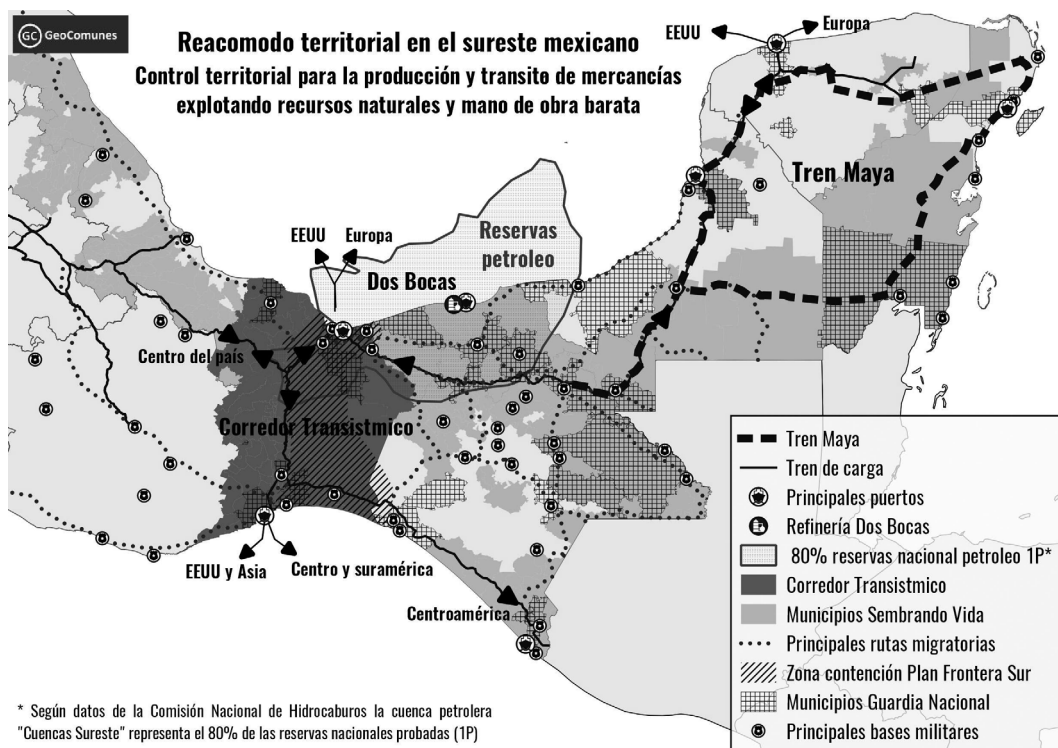 GC GeoComunes
Reacomodo territorial en el sureste mexicano
Control territorial para la producción y transito de mercancías
explotando recursos naturales y mano de obra barata
EEUU
Europa
Tren Maya
EEUU
Europa
Reservas
petroleo
Dos Bocas
Centro del país
Corredor Transístmico
EEUU y Asia
Centro y suramérica
Centroamérica
Tren Maya
Tren de carga
Principales puertos
Refinería Dos Bocas
80% reservas nacional petroleo 1P*
Corredor Transístmico
Municipios Sembrando Vida
Principales rutas migratorias
Zona contención Plan Frontera Sur
Municipios Guardia Nacional
Principales bases militares
* Según datos de la Comisión Nacional de Hidrocaburos la cuenca petrolera
"Cuencas Sureste" representa el 80% de las reservas nacionales probadas (1P)